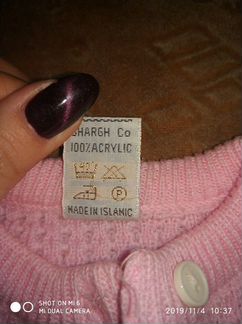 SHARGH Co
100%ACRYLIC
P
MADE IN ISLAMIC
SHOT ON MI 6
MI DUAL CAMERA
2019/11/4 10:37